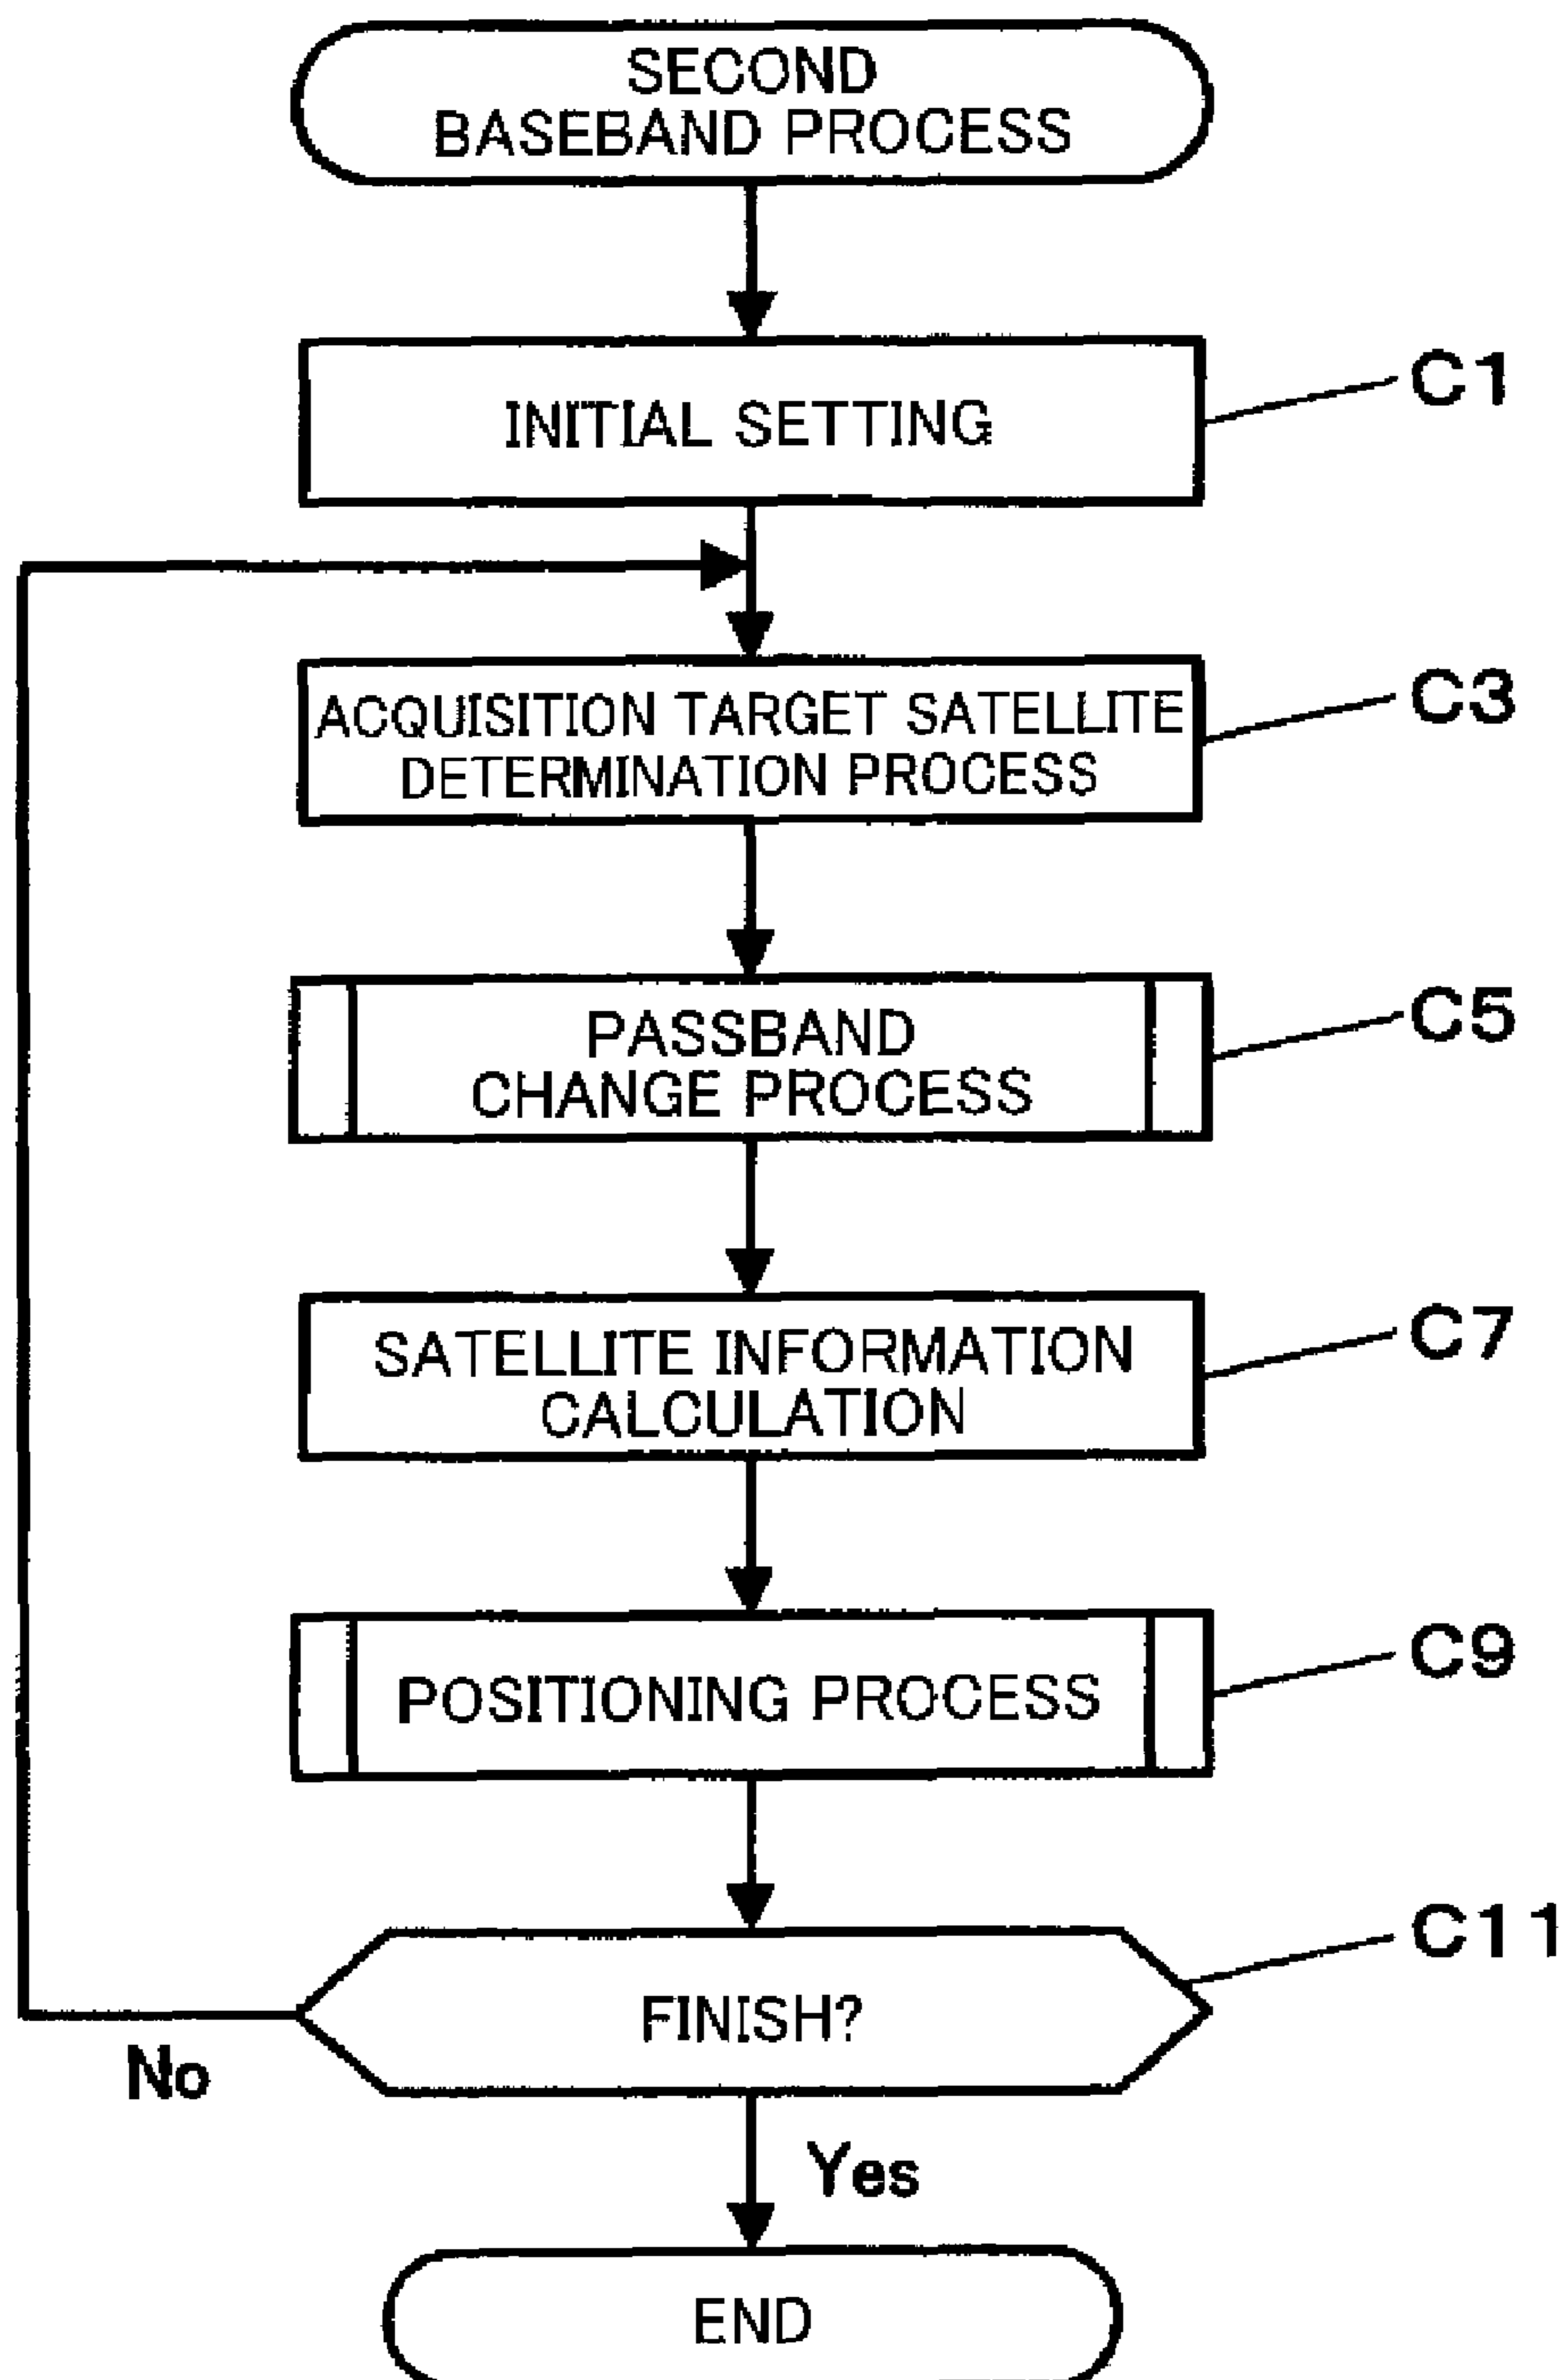 SECOND
BASEBAND PROCESS
INITIAL SETTING
C1
ACQUISITION TARGET SATELLITE
DETERMINATION PROCESS
C3
PASSBAND
CHANGE PROCESS
C5
SATELLITE INFORMATION
CALCULATION
C7
POSITIONING PROCESS
C9
FINISH?
C11
No
Yes
END